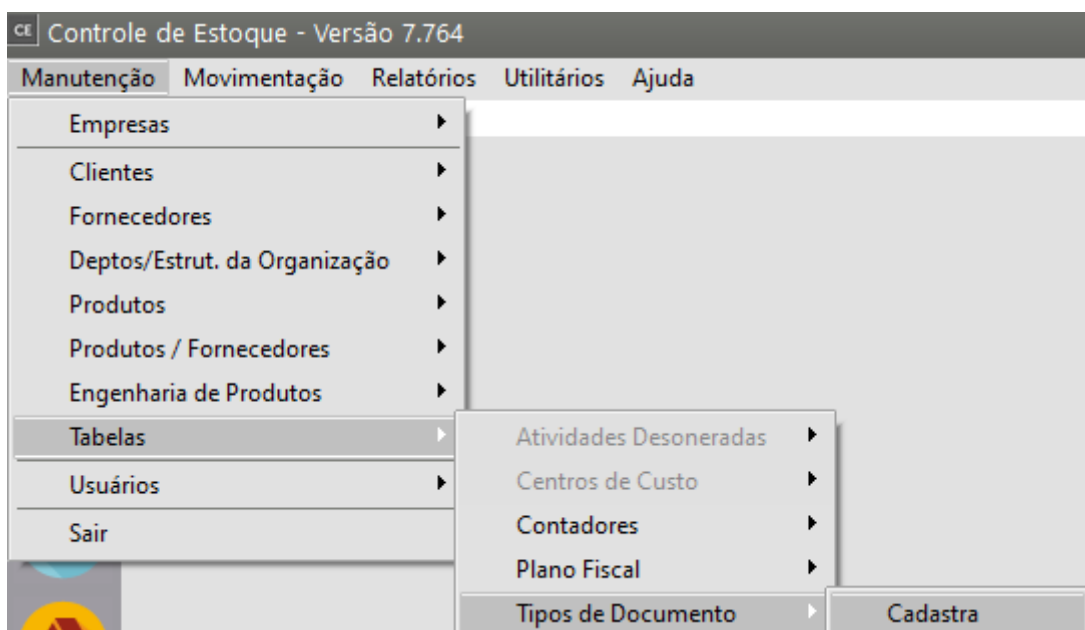 CE Controle de Estoque - Versão 7.764
Manutenção Movimentação Relatórios Utilitários Ajuda
Empresas
Clientes
Fornecedores
Deptos/Estrut. da Organização
Produtos
Produtos / Fornecedores
Engenharia de Produtos
Tabelas
Usuários
Sair
Atividades Desoneradas
Centros de Custo
Contadores
Plano Fiscal
Tipos de Documento
Cadastra